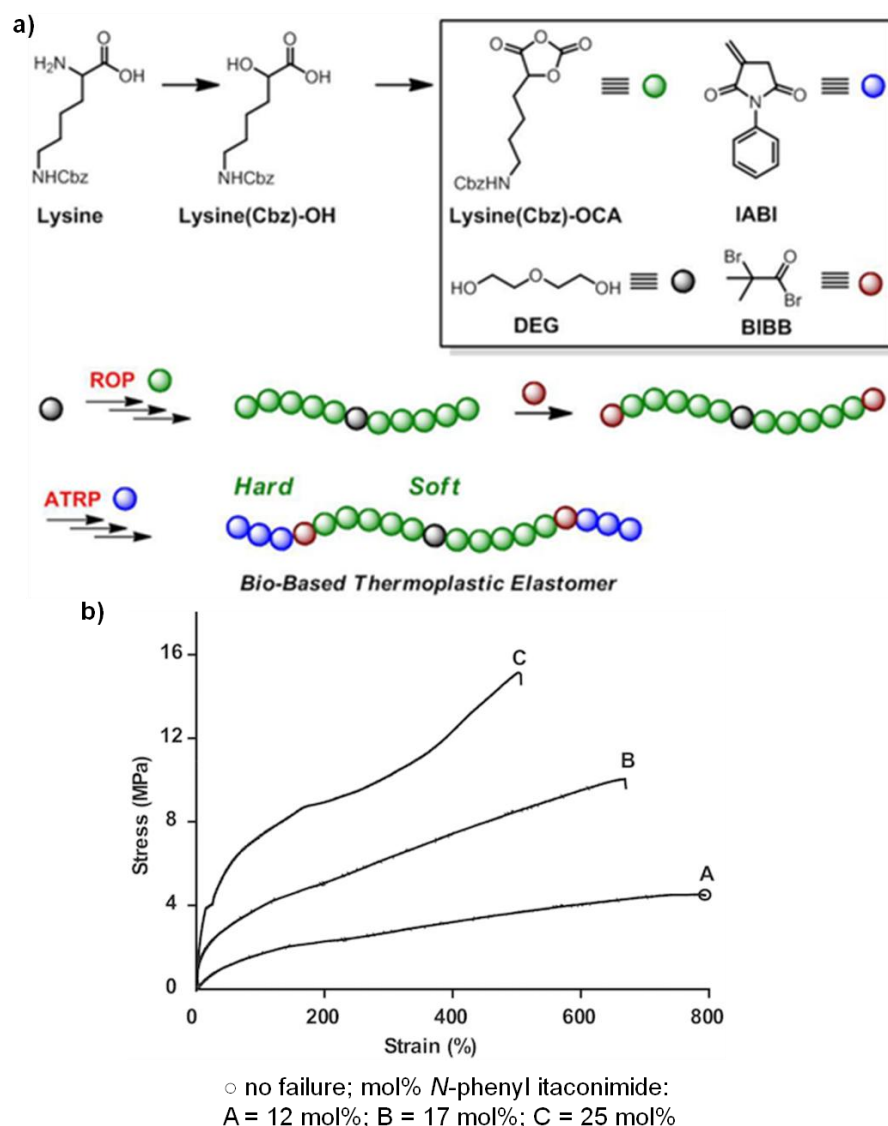 a)
H₂N
O
OH
NHCbz
Lysine
HO
O
OH
NHCbz
Lysine(Cbz)-OH
O
O
O
O
CbzHN
Lysine(Cbz)-OCA
O
N
O
IABI
HO
O
OH
DEG
Br
O
Br
BIBB
ROP
ATRP
Hard
Soft
Bio-Based Thermoplastic Elastomer
b)
Stress (MPa)
16
12
8
4
0
C
B
A
0 200 400 600 800
Strain (%)
○ no failure; mol% N-phenyl itaconimide:
A = 12 mol%; B = 17 mol%; C = 25 mol%